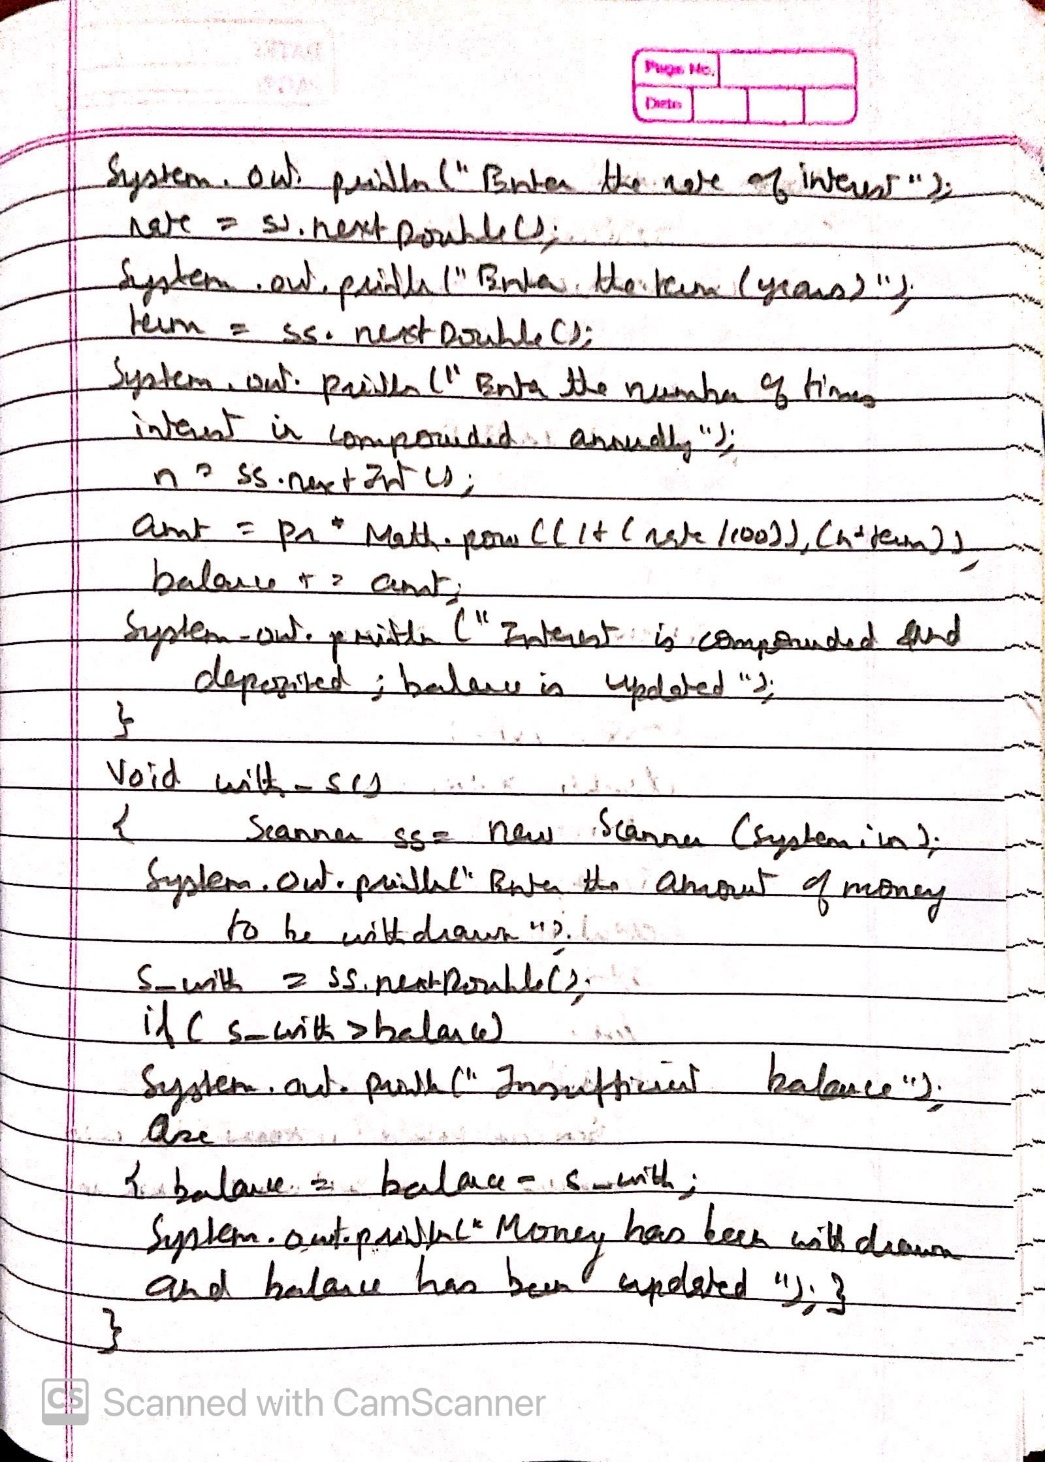 Page No.
Date
System.out.println("Enter the rate of interest");
rate = ss.nextDouble();
System.out.println("Enter the term (years)");
term = ss.nextDouble();
System.out.println("Enter the number of times
interest is compounded annually");
n = ss.nextInt();
amt = pr * Math.pow((1+(rate/100)),(n*term));
balance += amt;
System.out.println("Interest is compounded and
deposited; balance is updated");
}
Void with_s()
{ Scanner ss = new Scanner(System.in);
System.out.println("Enter the amount of money
to be withdrawn");
s_with = ss.nextDouble();
if(s_with>balance)
System.out.println("Insufficient balance");
else
{ balance = balance - s_with;
System.out.println("Money has been withdrawn
and balance has been updated");}
}
CS Scanned with CamScanner